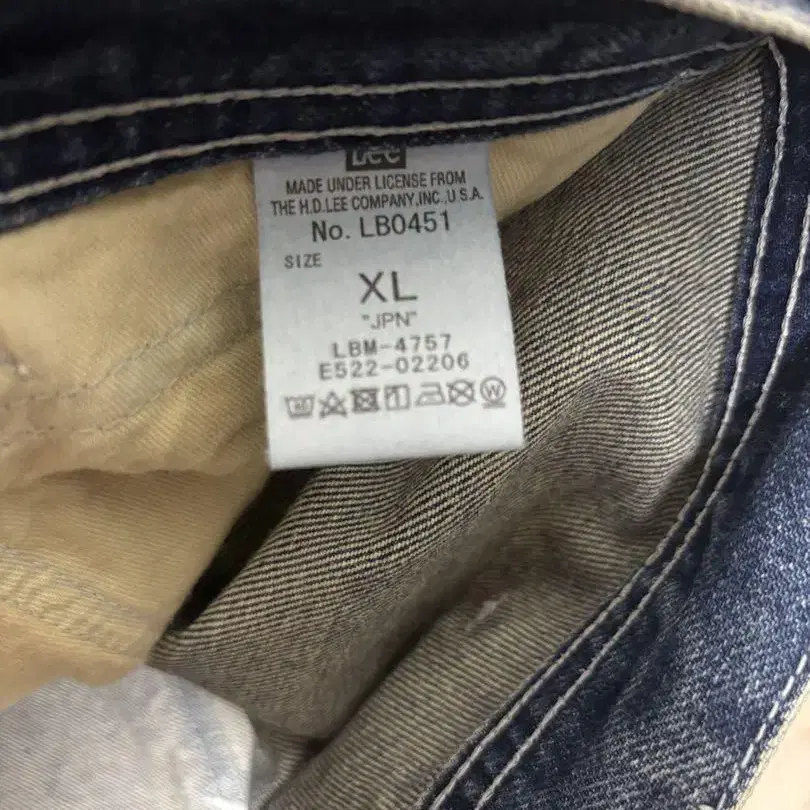 Lee
MADE UNDER LICENSE FROM
THE H.D.LEE COMPANY,INC.,U.S.A.
No. LB0451
SIZE
XL
"JPN"
LBM-4757
E522-02206
W